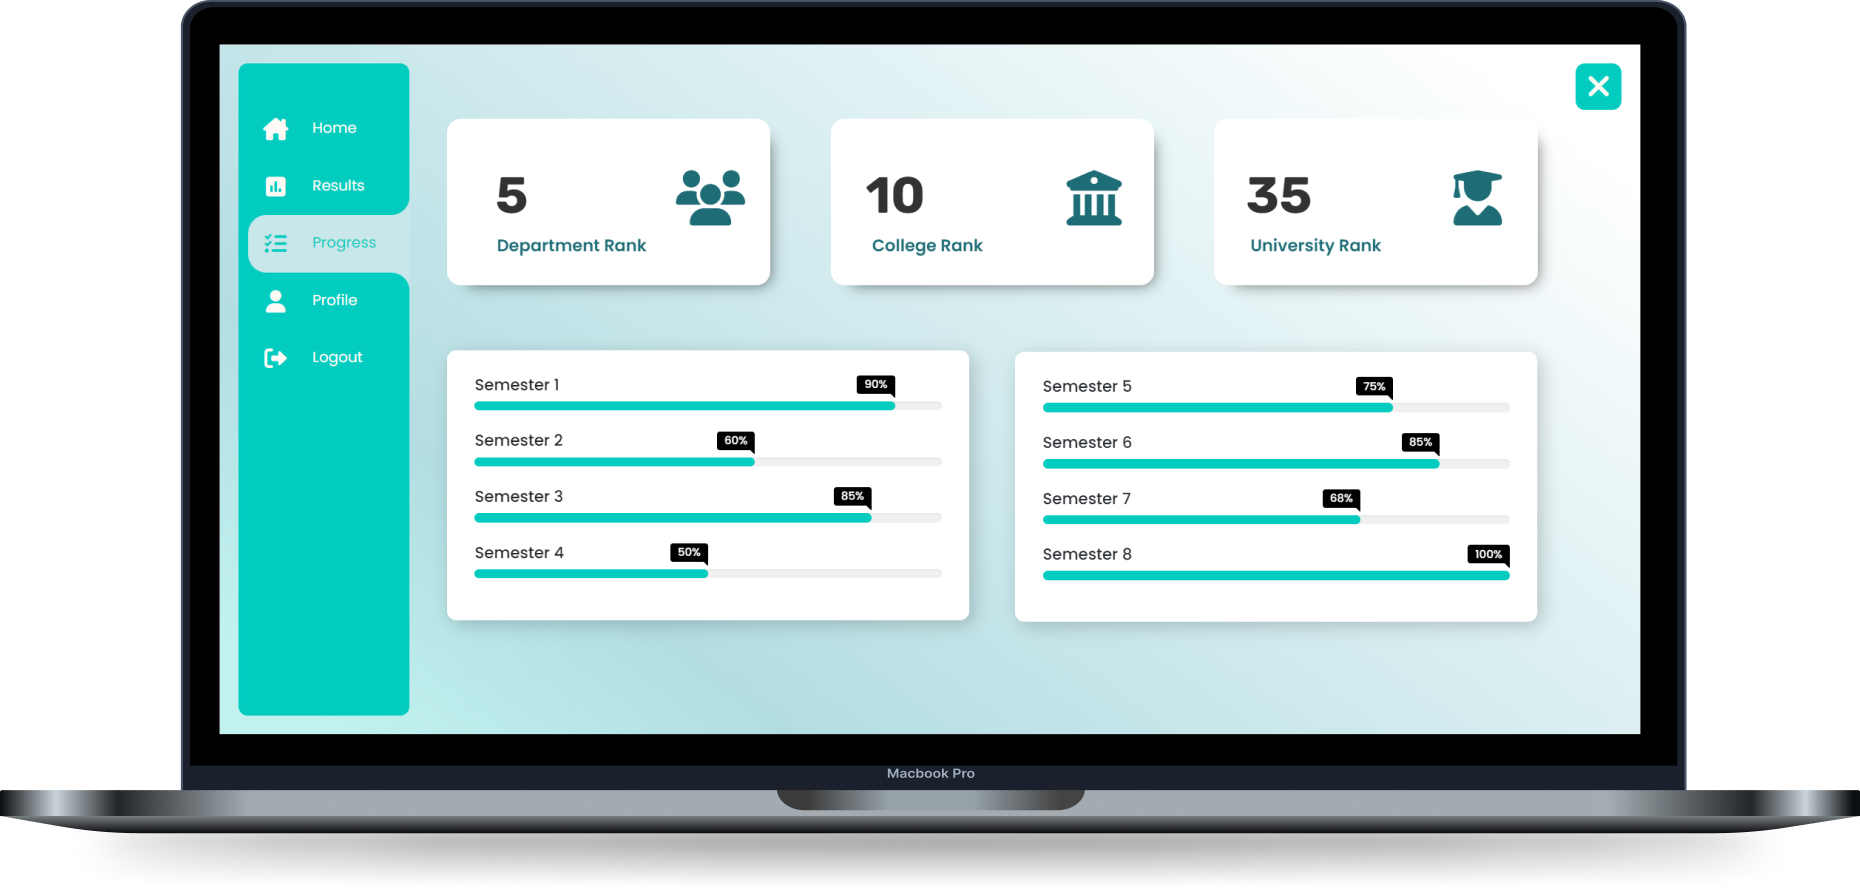 Home
Results
Progress
Profile
Logout
5
Department Rank
10
College Rank
35
University Rank
Semester 1
90%
Semester 2
60%
Semester 3
85%
Semester 4
50%
Semester 5
75%
Semester 6
85%
Semester 7
68%
Semester 8
100%
Macbook Pro